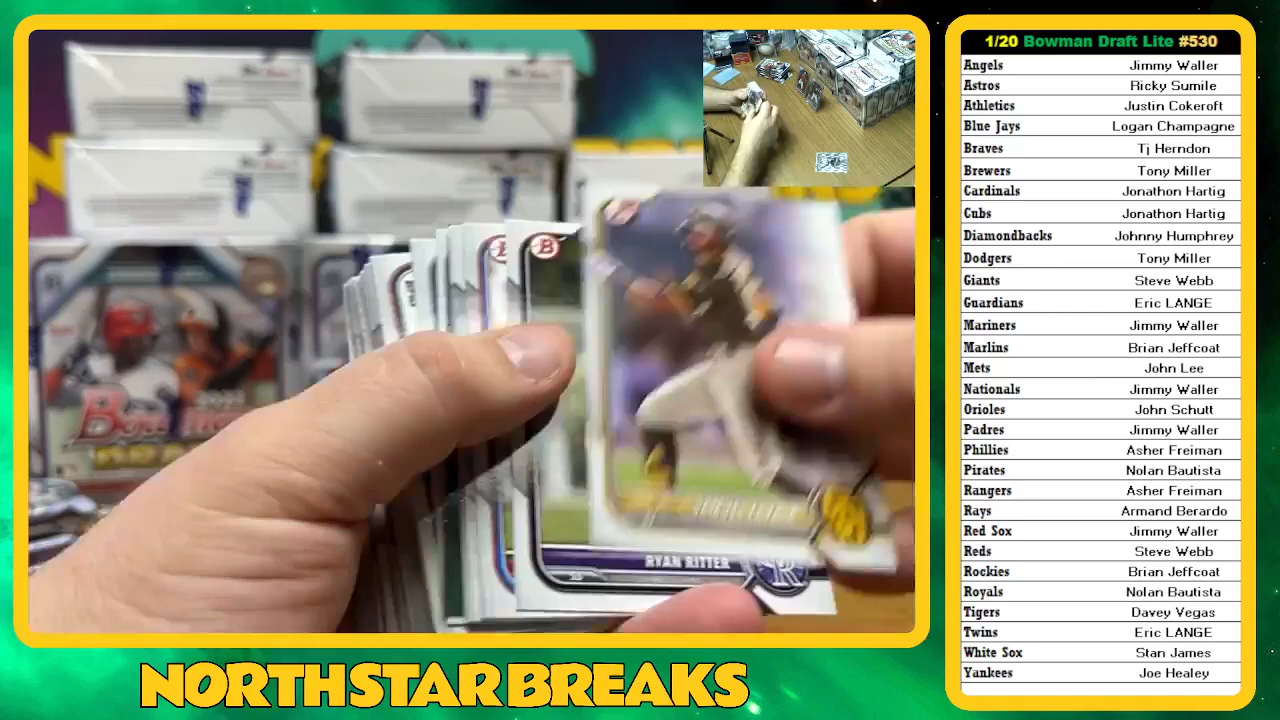 1/20 Bowman Draft Lite #530
Angels Jimmy Waller
Astros Ricky Sumile
Athletics Justin Cokeroft
Blue Jays Logan Champagne
Braves Tj Herndon
Brewers Tony Miller
Cardinals Jonathon Hartig
Cubs Jonathon Hartig
Diamondbacks Johnny Humphrey
Dodgers Tony Miller
Giants Steve Webb
Guardians Eric LANGE
Mariners Jimmy Waller
Marlins Brian Jeffcoat
Mets John Lee
Nationals Jimmy Waller
Orioles John Schutt
Padres Jimmy Waller
Phillies Asher Freiman
Pirates Nolan Bautista
Rangers Asher Freiman
Rays Armand Berardo
Red Sox Jimmy Waller
Reds Steve Webb
Rockies Brian Jeffcoat
Royals Nolan Bautista
Tigers Davey Vegas
Twins Eric LANGE
White Sox Stan James
Yankees Joe Healey
B
RYAN RITTER
NORTHSTAR BREAKS